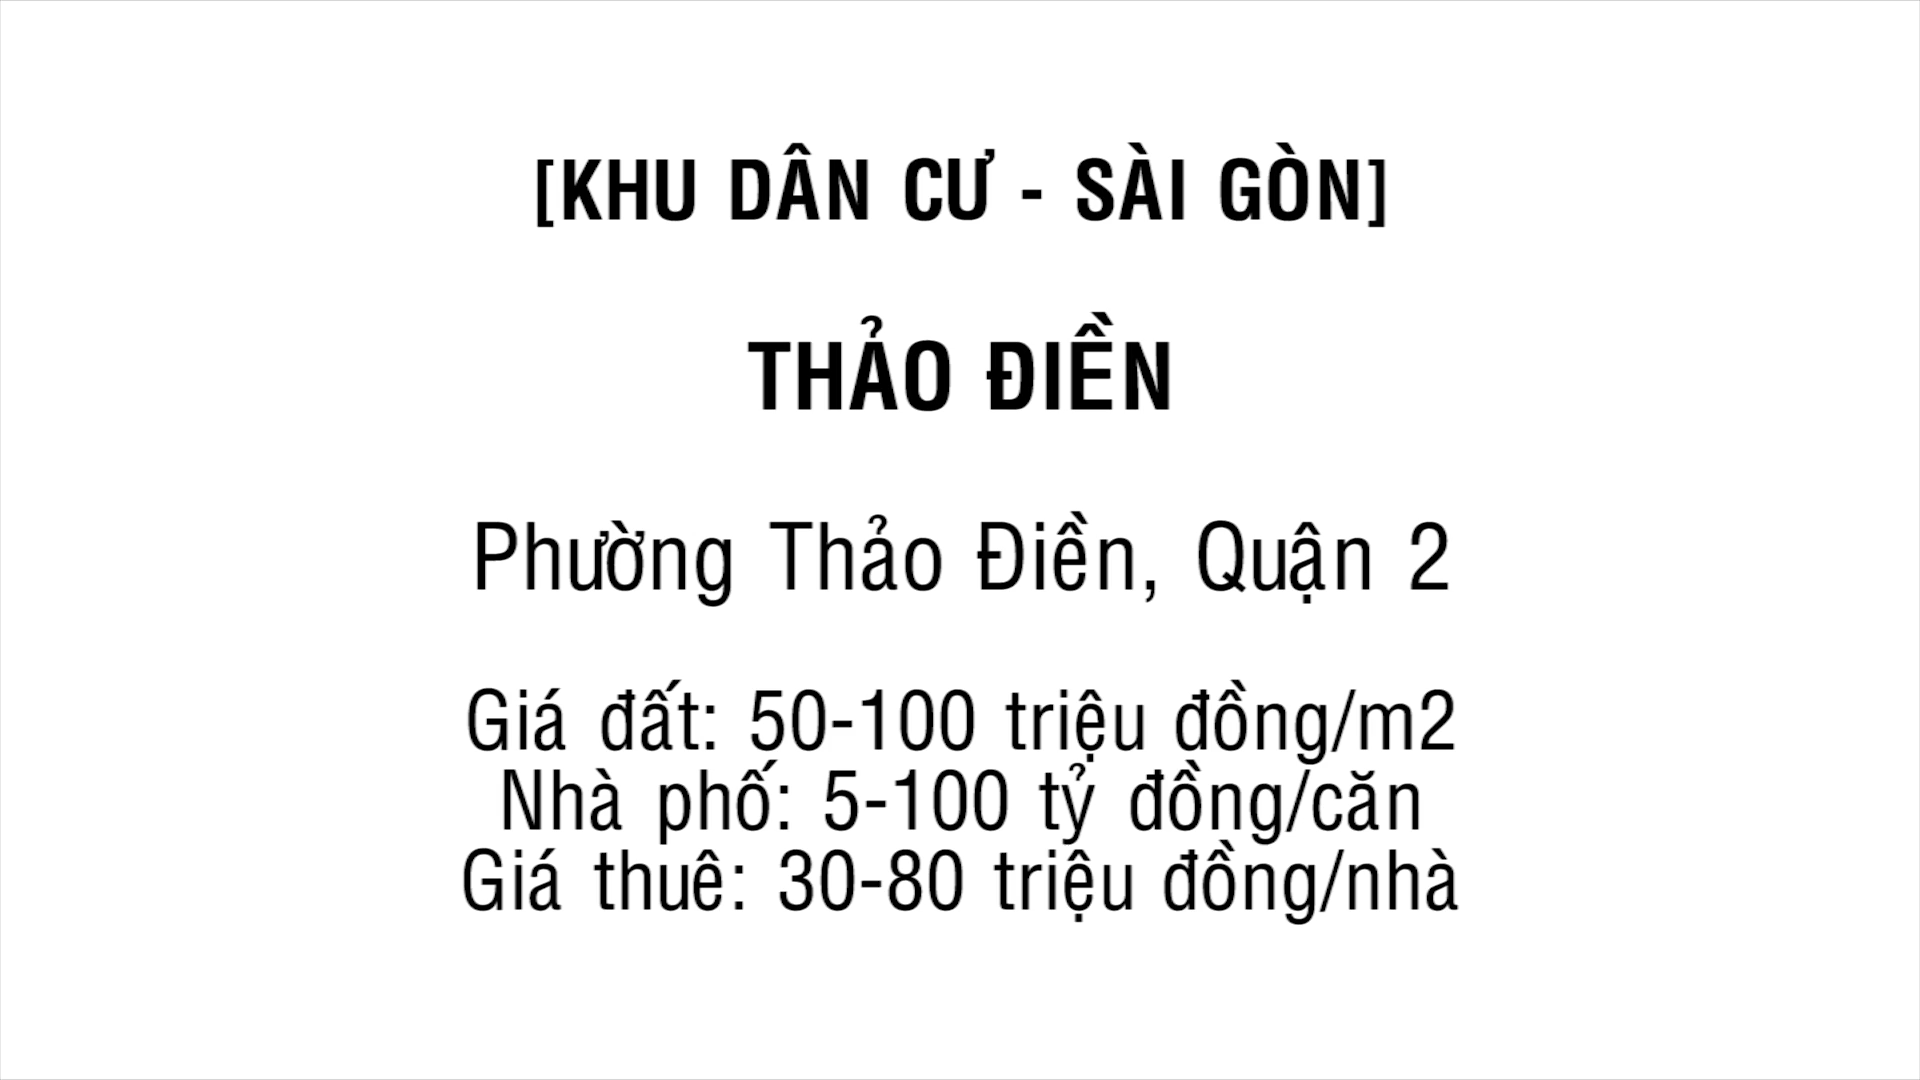 [KHU DÂN CƯ - SÀI GÒN]
THẢO ĐIỀN
Phường Thảo Điền, Quận 2
Giá đất: 50-100 triệu đồng/m2
Nhà phố: 5-100 tỷ đồng/căn
Giá thuê: 30-80 triệu đồng/nhà